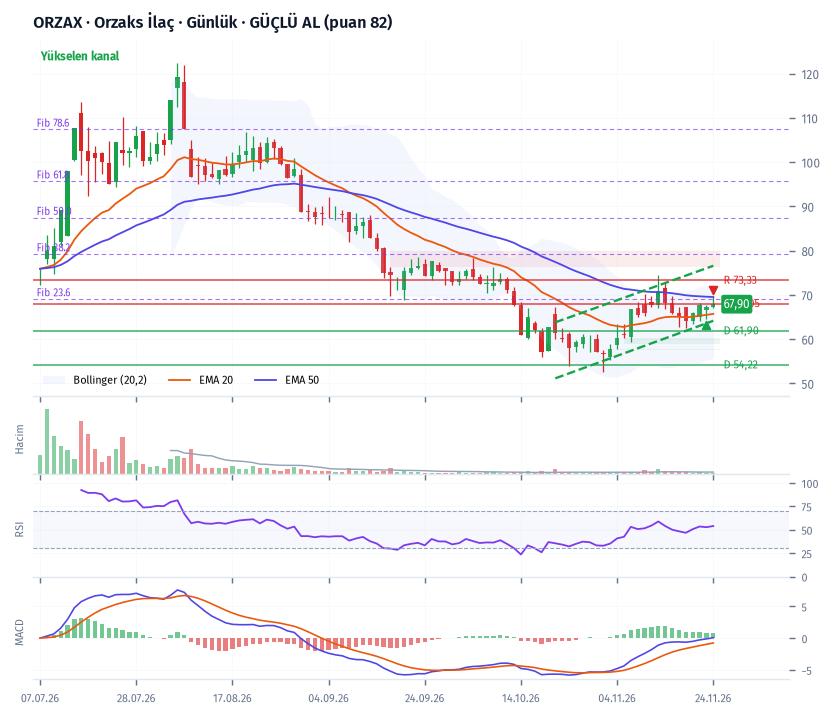 ORZAX · Orzaks İlaç · Günlük · GÜÇLÜ AL (puan 82)
Yükselen kanal
120
110
100
90
80
70
60
50
Fib 78.6
Fib 61.8
Fib 50.0
Fib 38.2
Fib 23.6
R 73,33
67,90
D 61,90
D 54,22
Bollinger (20,2)
EMA 20
EMA 50
Hacim
RSI
100
75
50
25
0
MACD
5
0
−5
07.07.26
28.07.26
17.08.26
04.09.26
24.09.26
14.10.26
04.11.26
24.11.26